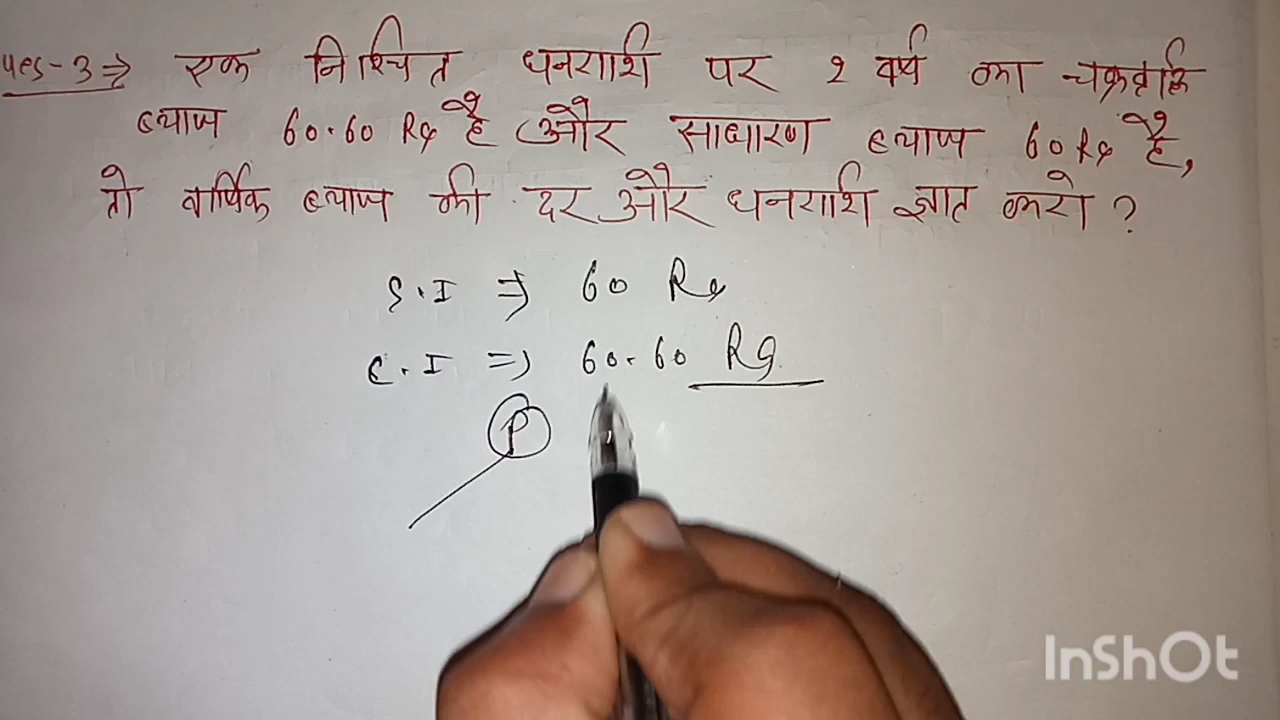 ques-3⇒ एक निश्चित धनराशि पर 2 वर्ष का चक्रवृद्धि
ब्याज 60.60 Rs है और साधारण ब्याज 60 Rs है,
तो वार्षिक ब्याज की दर और धनराशि ज्ञात करो ?
S.I ⇒ 60 Rs
C.I ⇒ 60.60 Rs
P
InShOt